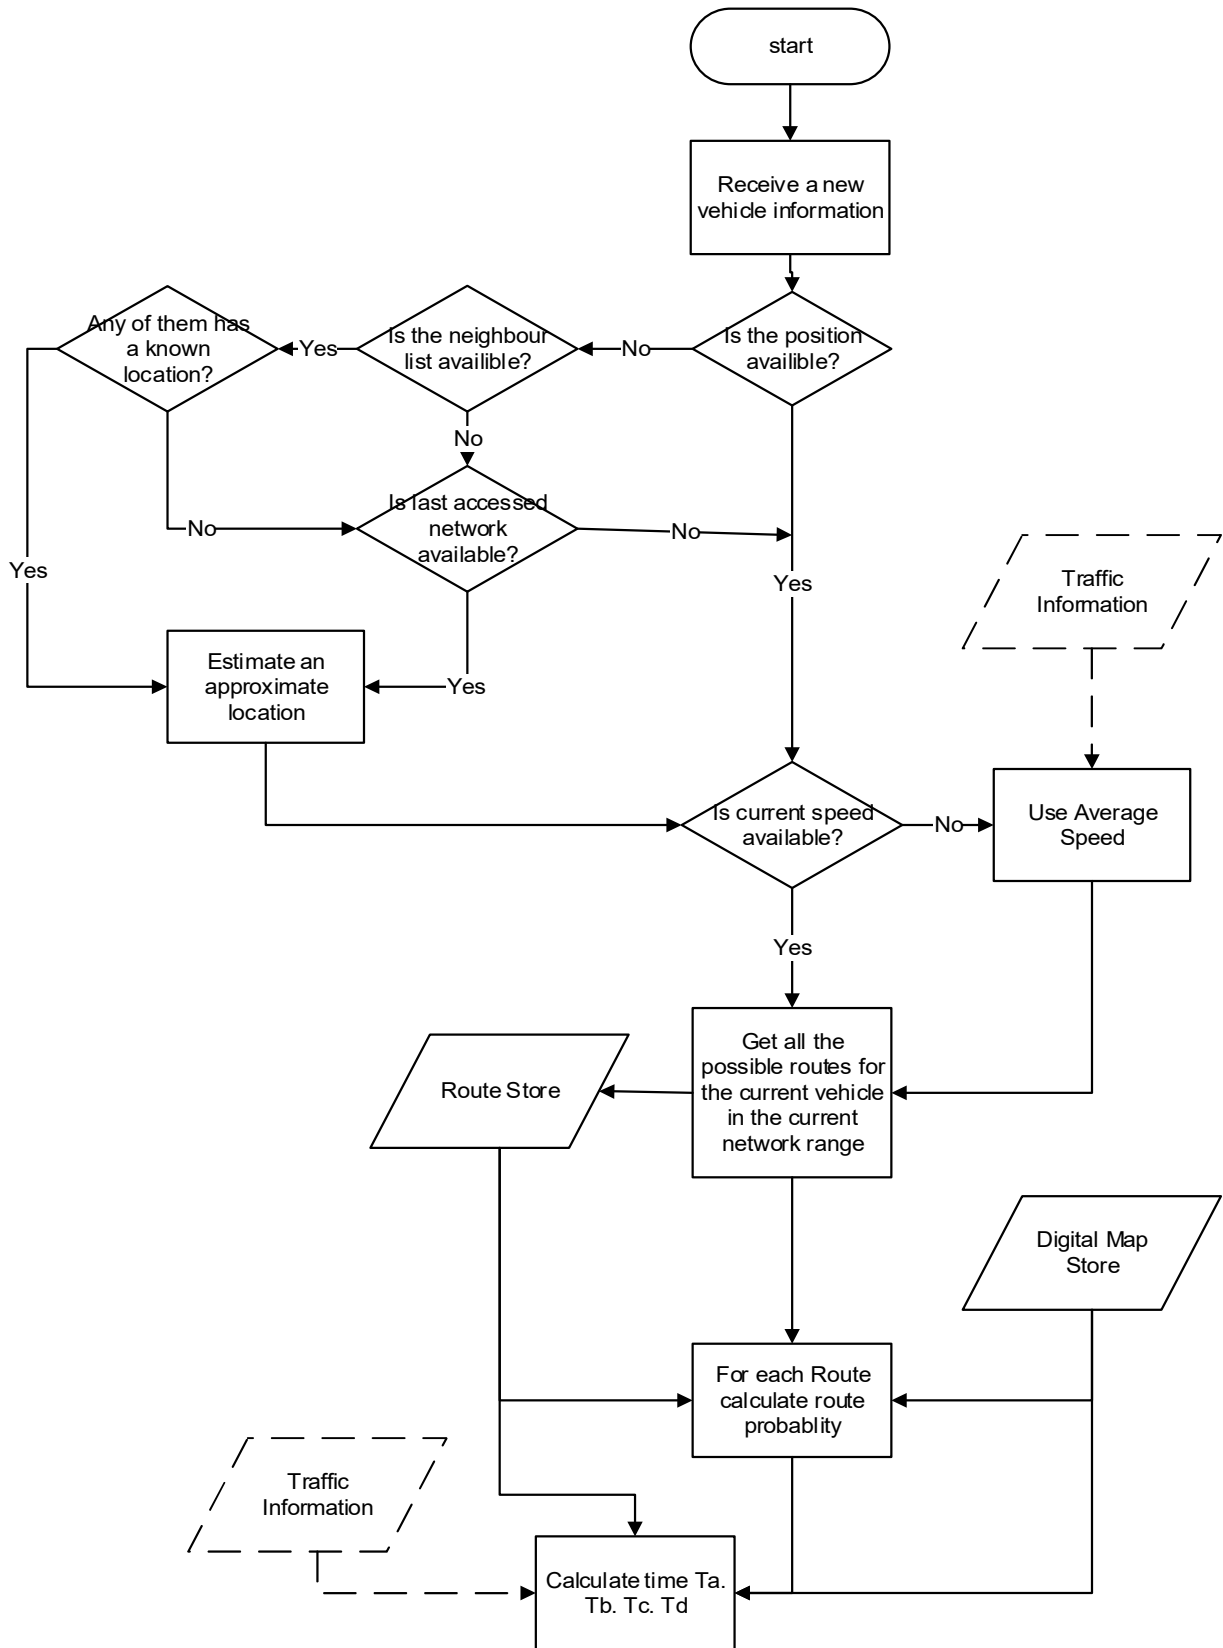 start
Receive a new
vehicle information
Any of them has
a known
location?
Yes
Is the neighbour
list availible?
No
Is the position
availible?
No
Is last accessed
network
available?
No
No
Yes
Yes
Traffic
Information
Estimate an
approximate
location
Yes
Is current speed
available?
No
Use Average
Speed
Yes
Get all the
possible routes for
the current vehicle
in the current
network range
Route Store
Digital Map
Store
For each Route
calculate route
probablity
Traffic
Information
Calculate time Ta.
Tb. Tc. Td